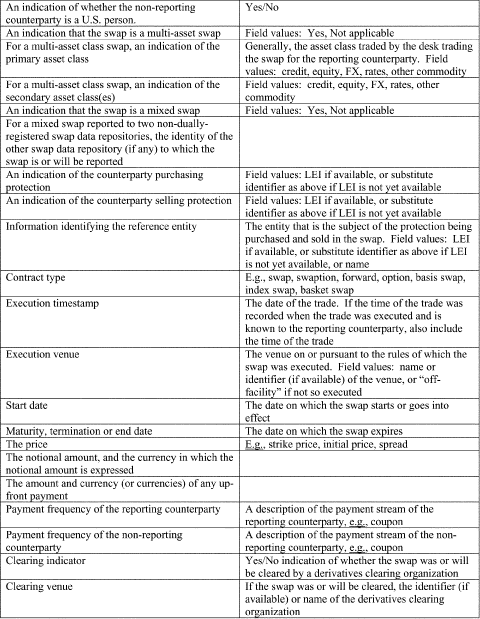 An indication of whether the non-reporting
counterparty is a U.S. person.
Yes/No
An indication that the swap is a multi-asset swap
Field values:  Yes, Not applicable
For a multi-asset class swap, an indication of the
primary asset class
Generally, the asset class traded by the desk trading
the swap for the reporting counterparty.  Field
values:  credit, equity, FX, rates, other commodity
For a multi-asset class swap, an indication of the
secondary asset class(es)
Field values:  credit, equity, FX, rates, other
commodity
An indication that the swap is a mixed swap
Field values:  Yes, Not applicable
For a mixed swap reported to two non-dually-
registered swap data repositories, the identity of the
other swap data repository (if any) to which the
swap is or will be reported
An indication of the counterparty purchasing
protection
Field values: LEI if available, or substitute
identifier as above if LEI is not yet available
An indication of the counterparty selling protection
Field values: LEI if available, or substitute
identifier as above if LEI is not yet available
Information identifying the reference entity
The entity that is the subject of the protection being
purchased and sold in the swap.  Field values:  LEI
if available, or substitute identifier as above if LEI
is not yet available, or name
Contract type
E.g., swap, swaption, forward, option, basis swap,
index swap, basket swap
Execution timestamp
The date of the trade.  If the time of the trade was
recorded when the trade was executed and is
known to the reporting counterparty, also include
the time of the trade
Execution venue
The venue on or pursuant to the rules of which the
swap was executed.  Field values:  name or
identifier (if available) of the venue, or “off-
facility” if not so executed
Start date
The date on which the swap starts or goes into
effect
Maturity, termination or end date
The date on which the swap expires
The price
E.g., strike price, initial price, spread
The notional amount, and the currency in which the
notional amount is expressed
The amount and currency (or currencies) of any up-
front payment
Payment frequency of the reporting counterparty
A description of the payment stream of the
reporting counterparty, e.g., coupon
Payment frequency of the non-reporting
counterparty
A description of the payment stream of the non-
reporting counterparty, e.g., coupon
Clearing indicator
Yes/No indication of whether the swap was or will
be cleared by a derivatives clearing organization
Clearing venue
If the swap was or will be cleared, the identifier (if
available) or name of the derivatives clearing
organization